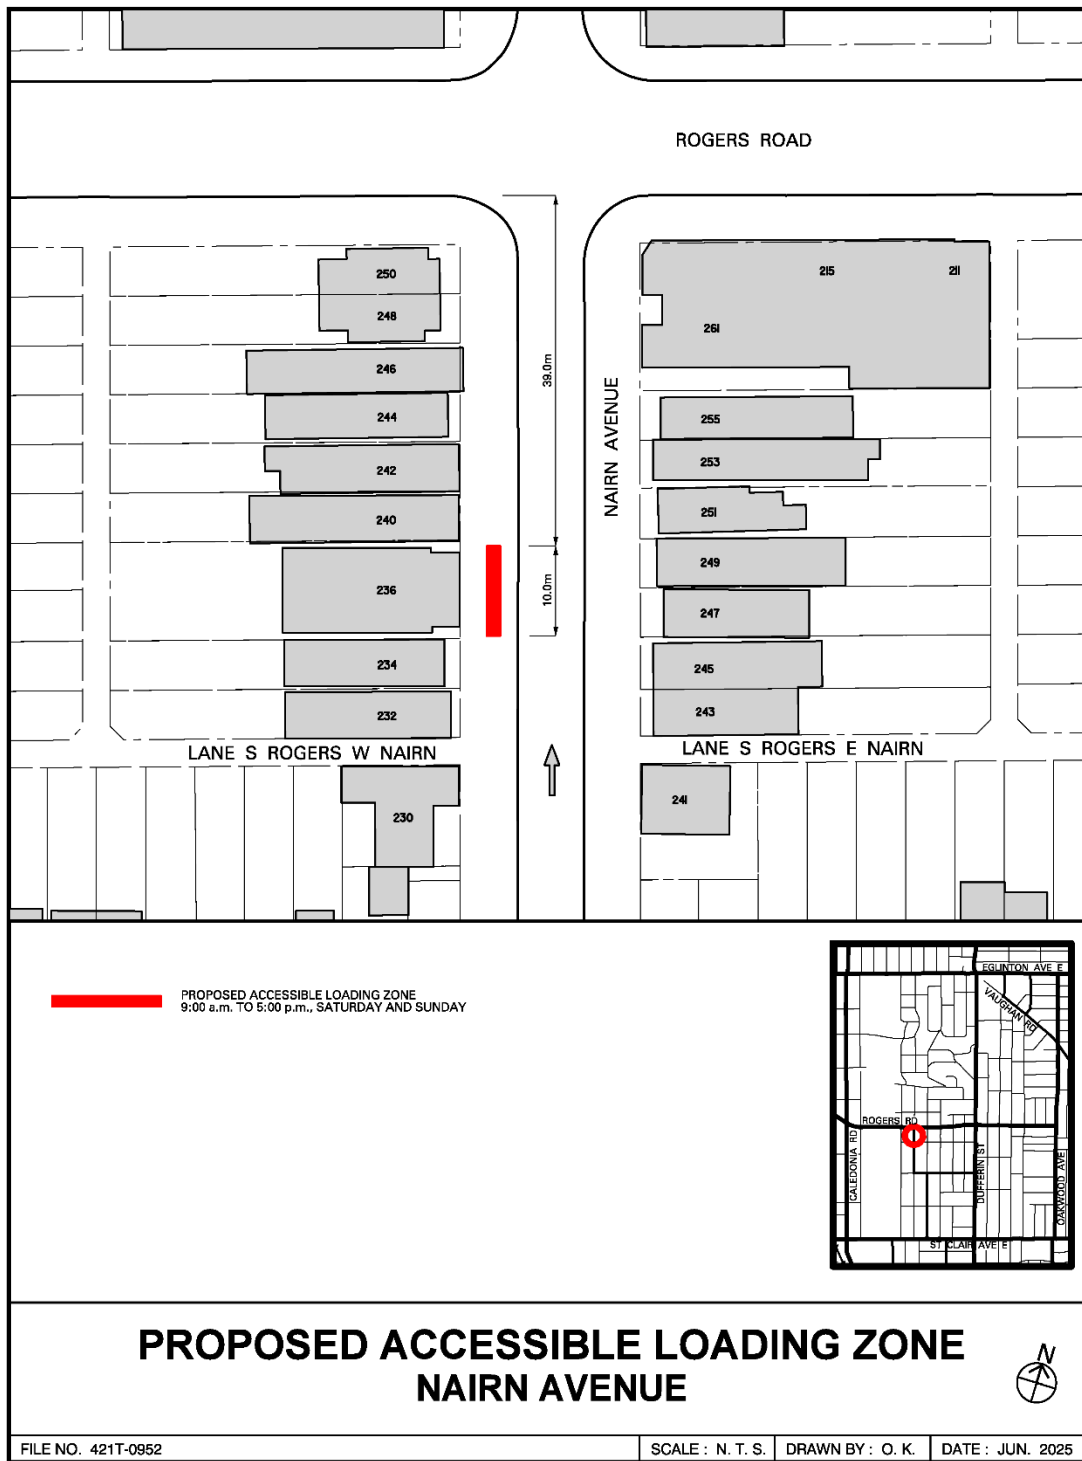 ROGERS ROAD
250
248
246
244
242
240
236
234
232
39.0m
10.0m
NAIRN AVENUE
215
211
261
255
253
251
249
247
245
243
LANE S ROGERS W NAIRN
LANE S ROGERS E NAIRN
230
241
PROPOSED ACCESSIBLE LOADING ZONE
9:00 a.m. TO 5:00 p.m., SATURDAY AND SUNDAY
EGLINTON AVE E
VAUGHAN RD
ROGERS RD
CALEDONIA RD
DUFFERIN ST
OAKWOOD AVE
ST CLAIR AVE E
PROPOSED ACCESSIBLE LOADING ZONE
NAIRN AVENUE
N
FILE NO. 421T-0952
SCALE : N. T. S.
DRAWN BY : O. K.
DATE : JUN. 2025